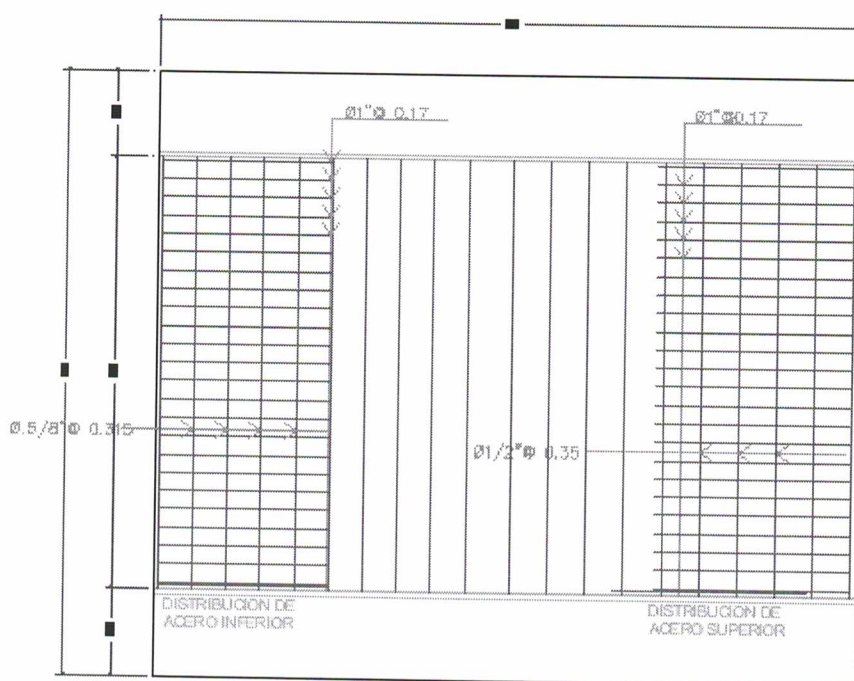 Ø1"@ 0.17
Ø1"@0.17
Ø.5/8"@ 0.315
Ø1/2"@ 0.35
DISTRIBUCION DE
ACERO INFERIOR
DISTRIBUCION DE
ACERO SUPERIOR